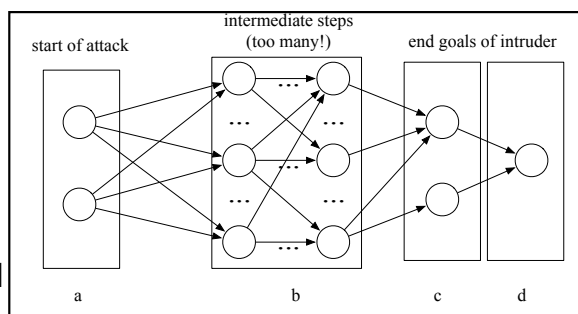 intermediate steps
(too many!)
start of attack
end goals of intruder
...
...
...
...
...
...
...
a
b
c
d